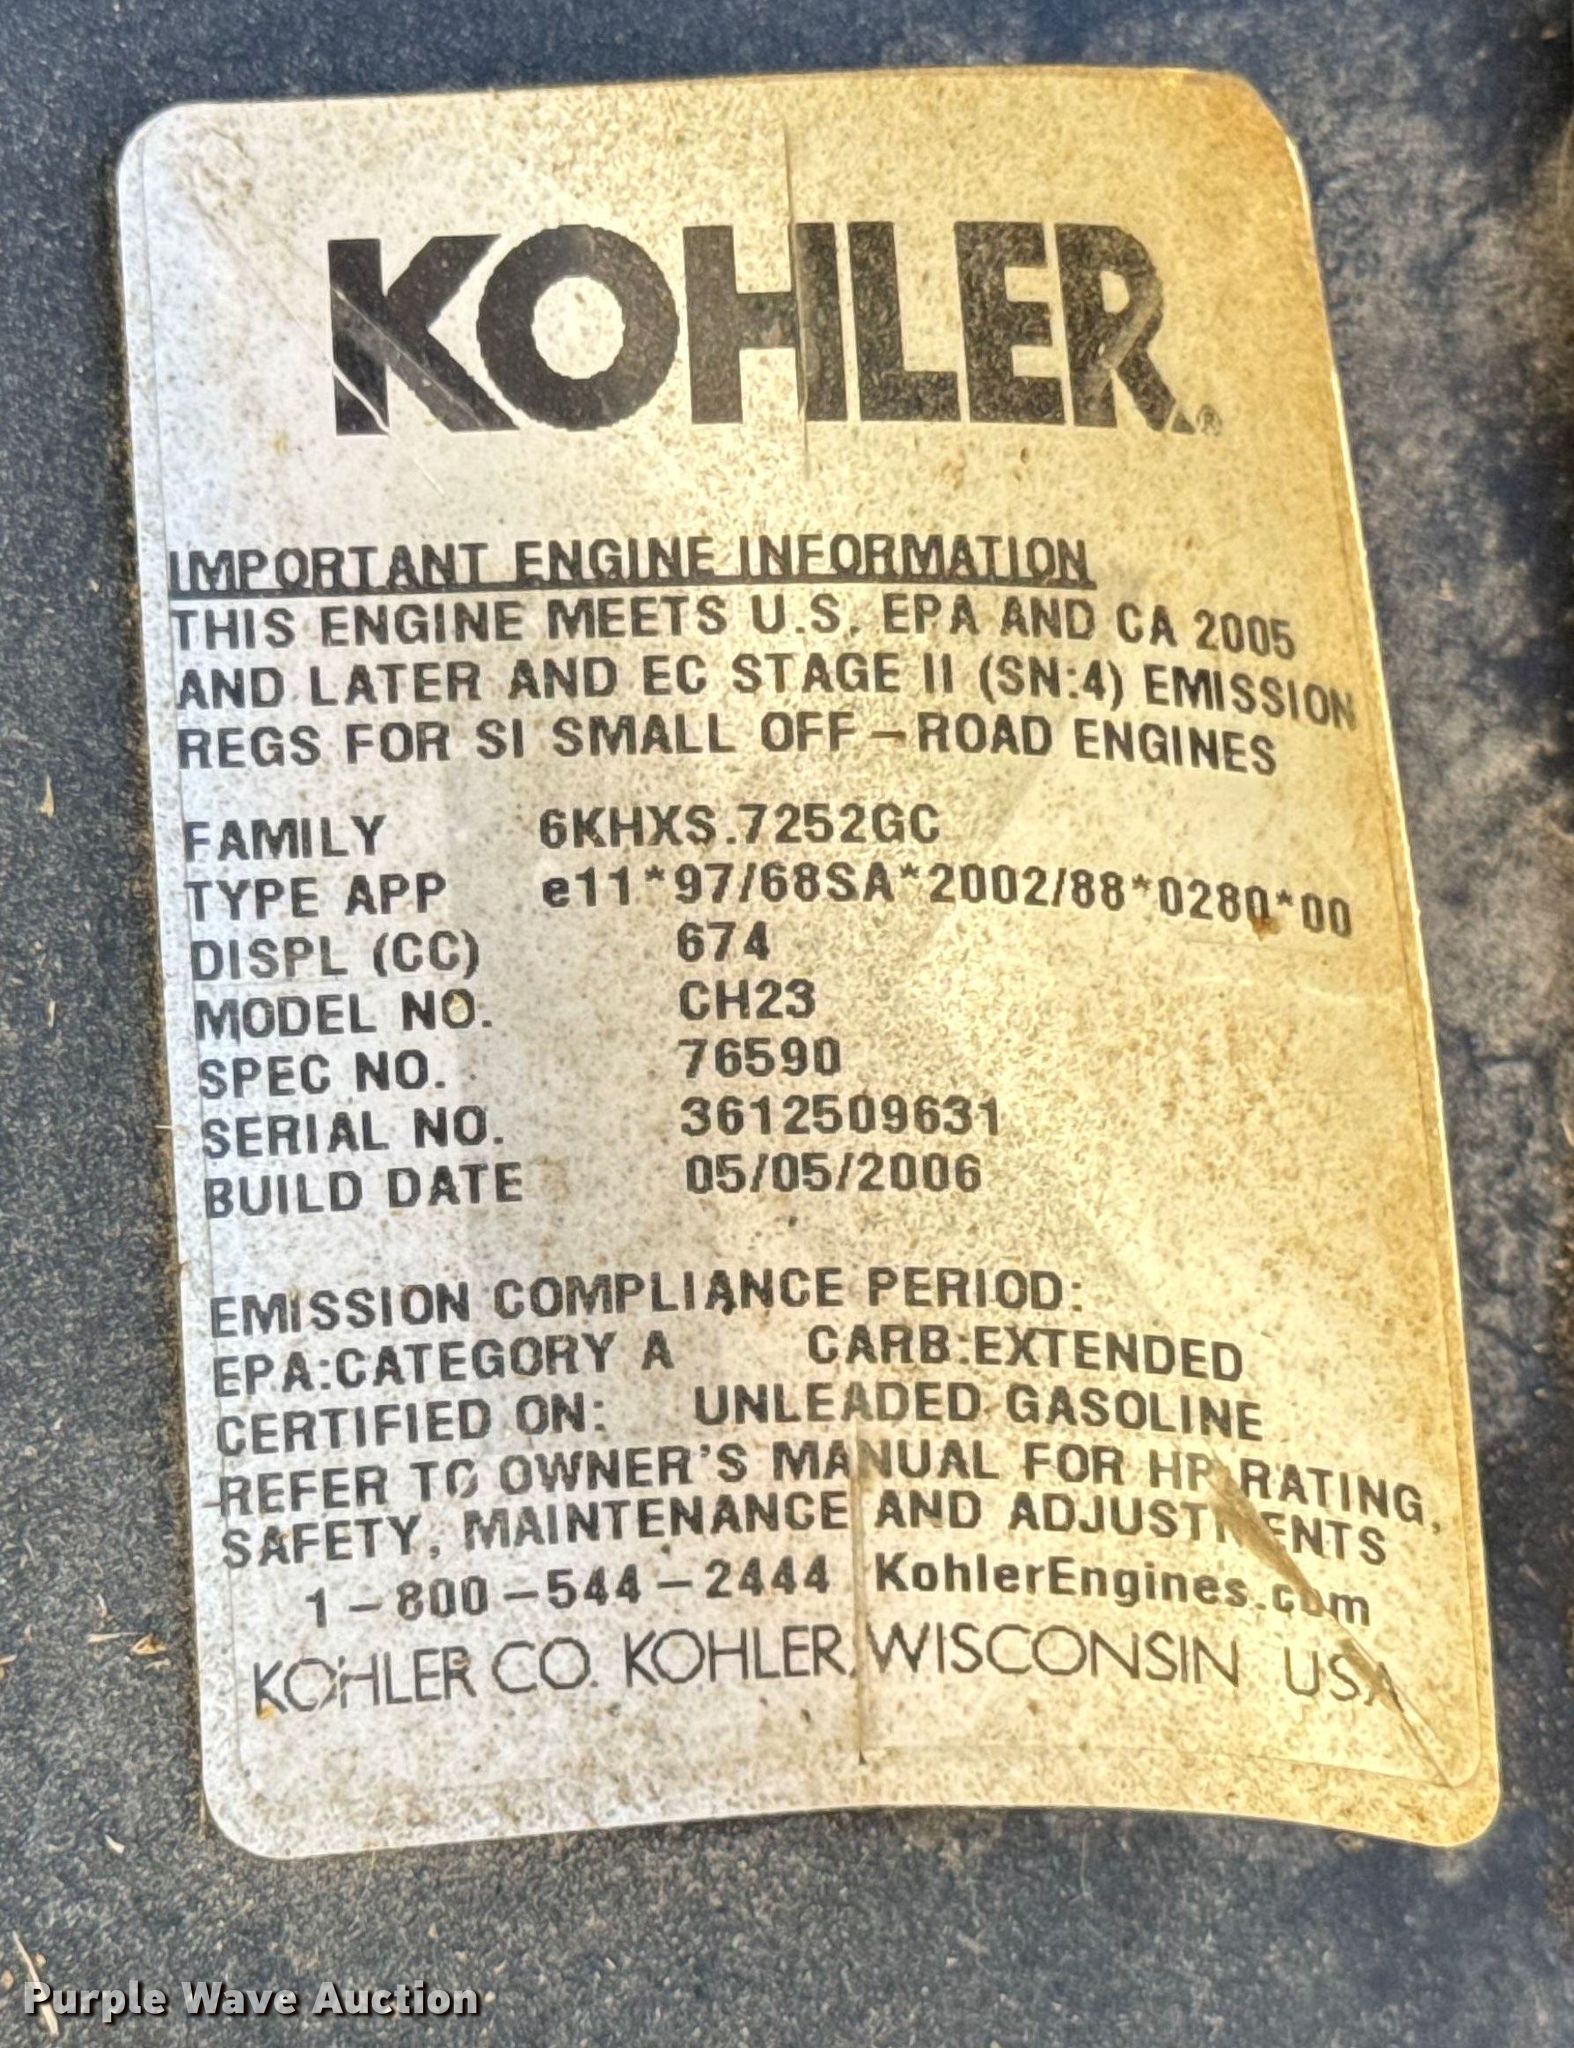 KOHLER®
IMPORTANT ENGINE INFORMATION
THIS ENGINE MEETS U.S. EPA AND CA 2005
AND LATER AND EC STAGE II (SN:4) EMISSION
REGS FOR SI SMALL OFF-ROAD ENGINES
FAMILY 6KHXS.7252GC
TYPE APP e11*97/68SA*2002/88*0280*00
DISPL (CC) 674
MODEL NO. CH23
SPEC NO. 76590
SERIAL NO. 3612509631
BUILD DATE 05/05/2006
EMISSION COMPLIANCE PERIOD:
EPA:CATEGORY A CARB:EXTENDED
CERTIFIED ON: UNLEADED GASOLINE
REFER TO OWNER'S MANUAL FOR HP RATING,
SAFETY, MAINTENANCE AND ADJUSTMENTS
1-800-544-2444 KohlerEngines.com
KOHLER CO. KOHLER, WISCONSIN USA
Purple Wave Auction